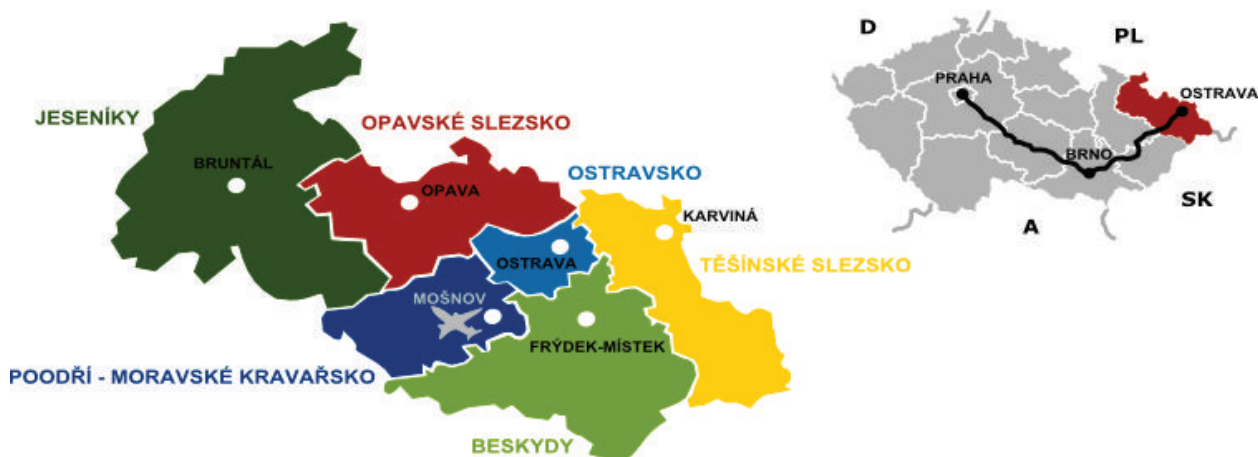 D
PL
PRAHA
OSTRAVA
BRNO
SK
A
JESENÍKY
OPAVSKÉ SLEZSKO
BRUNTÁL
OPAVA
OSTRAVSKO
KARVINÁ
OSTRAVA
TĚŠÍNSKÉ SLEZSKO
MOŠNOV
FRÝDEK-MÍSTEK
POODŘÍ - MORAVSKÉ KRAVAŘSKO
BESKYDY